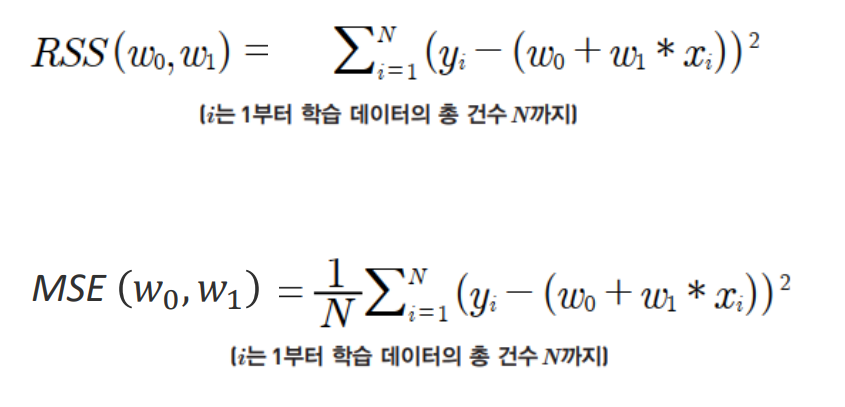 RSS(w₀, w₁) = ∑ᵢ₌₁ᴺ (yᵢ − (w₀ + w₁ * xᵢ))²
(i는 1부터 학습 데이터의 총 건수 N까지)
MSE (w₀, w₁) = 1/N ∑ᵢ₌₁ᴺ (yᵢ − (w₀ + w₁ * xᵢ))²
(i는 1부터 학습 데이터의 총 건수 N까지)